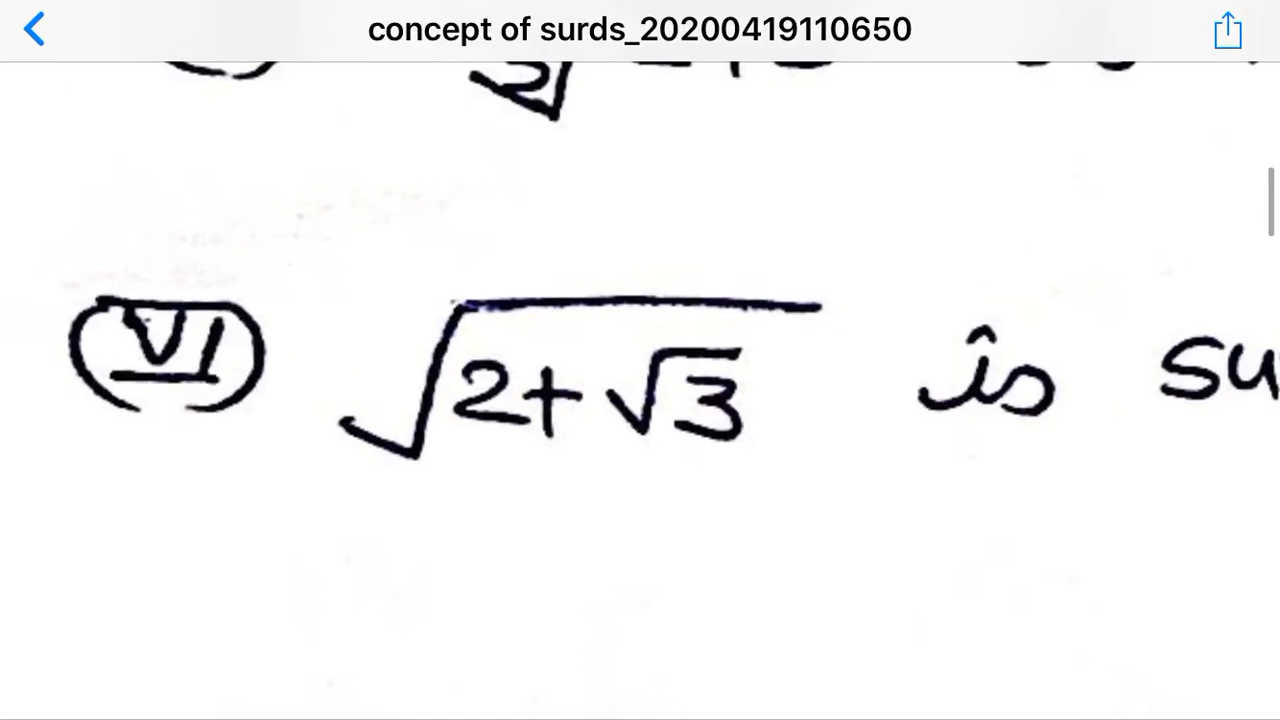 concept of surds_20200419110650
(VI) √(2+√3) is su